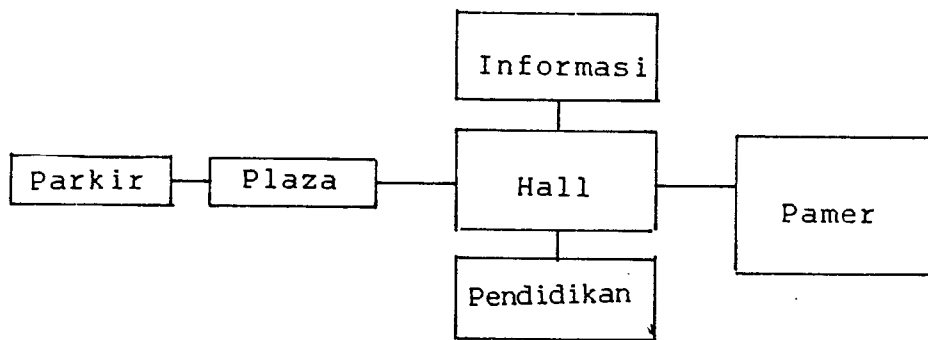 Informasi
Parkir
Plaza
Hall
Pamer
Pendidikan